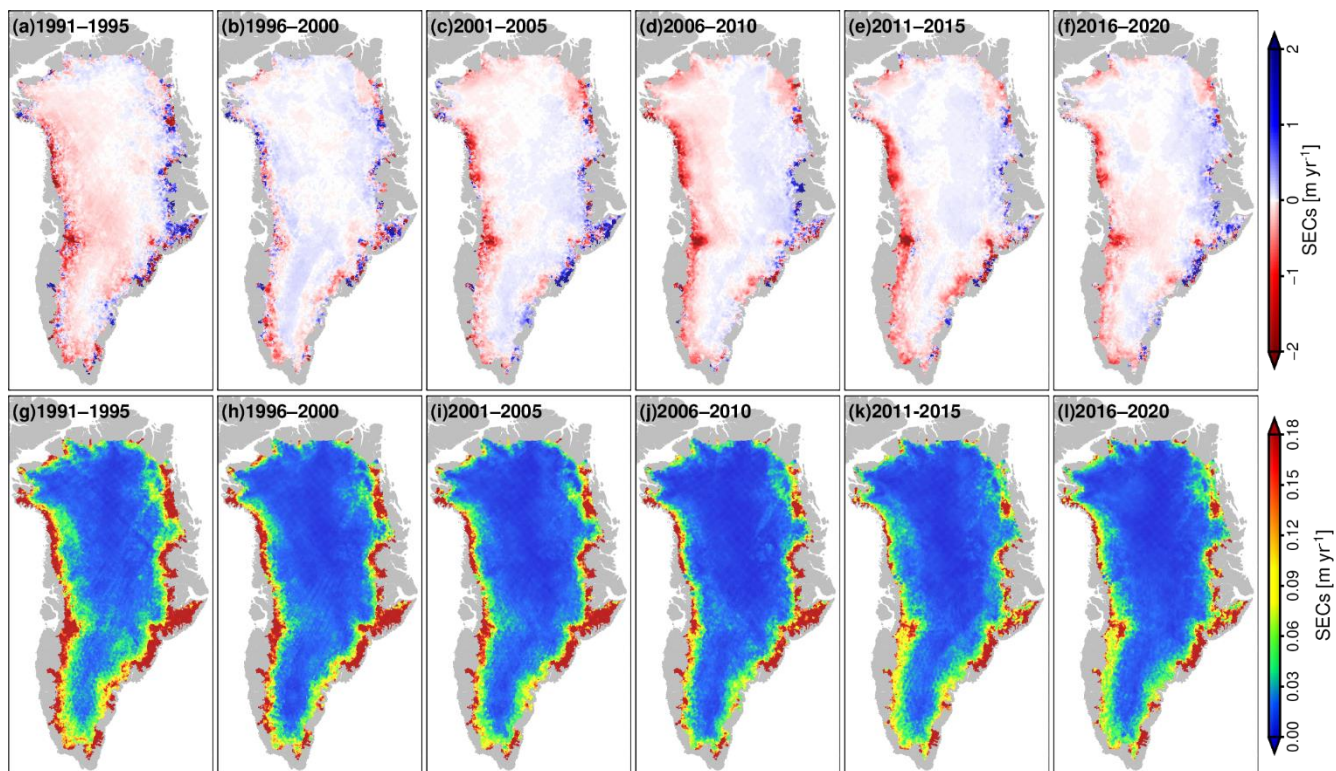 (a)1991–1995
(b)1996–2000
(c)2001–2005
(d)2006–2010
(e)2011–2015
(f)2016–2020
2
1
0
−1
−2
SECs [m yr⁻¹]
(g)1991–1995
(h)1996–2000
(i)2001–2005
(j)2006–2010
(k)2011-2015
(l)2016–2020
0.18
0.15
0.12
0.09
0.06
0.03
0.00
SECs [m yr⁻¹]